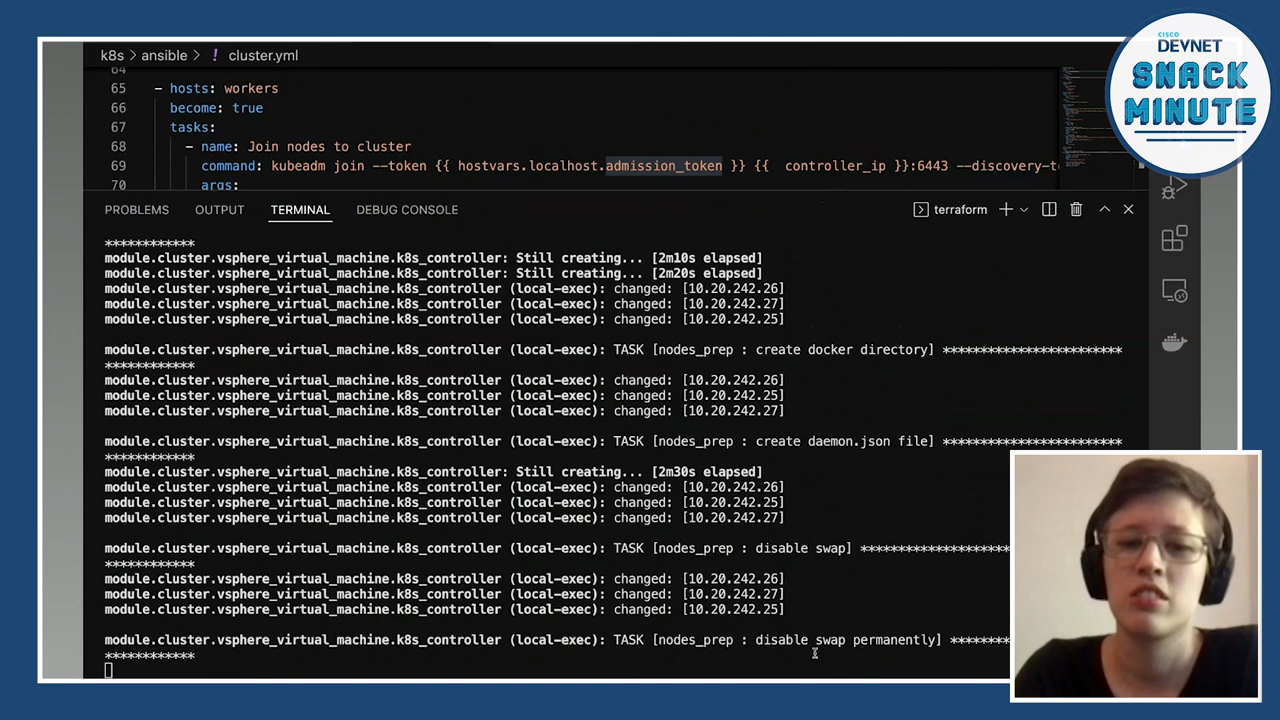 CISCO
DEVNET
SNACK
MINUTE
k8s > ansible > ! cluster.yml
64
65 - hosts: workers
66 become: true
67 tasks:
68 - name: Join nodes to cluster
69 command: kubeadm join --token {{ hostvars.localhost.admission_token }} {{ controller_ip }}:6443 --discovery-t
70 args:
PROBLEMS OUTPUT TERMINAL DEBUG CONSOLE terraform
************
module.cluster.vsphere_virtual_machine.k8s_controller: Still creating... [2m10s elapsed]
module.cluster.vsphere_virtual_machine.k8s_controller: Still creating... [2m20s elapsed]
module.cluster.vsphere_virtual_machine.k8s_controller (local-exec): changed: [10.20.242.26]
module.cluster.vsphere_virtual_machine.k8s_controller (local-exec): changed: [10.20.242.27]
module.cluster.vsphere_virtual_machine.k8s_controller (local-exec): changed: [10.20.242.25]
module.cluster.vsphere_virtual_machine.k8s_controller (local-exec): TASK [nodes_prep : create docker directory] ************************
************
module.cluster.vsphere_virtual_machine.k8s_controller (local-exec): changed: [10.20.242.26]
module.cluster.vsphere_virtual_machine.k8s_controller (local-exec): changed: [10.20.242.25]
module.cluster.vsphere_virtual_machine.k8s_controller (local-exec): changed: [10.20.242.27]
module.cluster.vsphere_virtual_machine.k8s_controller (local-exec): TASK [nodes_prep : create daemon.json file] ************************
************
module.cluster.vsphere_virtual_machine.k8s_controller: Still creating... [2m30s elapsed]
module.cluster.vsphere_virtual_machine.k8s_controller (local-exec): changed: [10.20.242.26]
module.cluster.vsphere_virtual_machine.k8s_controller (local-exec): changed: [10.20.242.25]
module.cluster.vsphere_virtual_machine.k8s_controller (local-exec): changed: [10.20.242.27]
module.cluster.vsphere_virtual_machine.k8s_controller (local-exec): TASK [nodes_prep : disable swap] ********************
************
module.cluster.vsphere_virtual_machine.k8s_controller (local-exec): changed: [10.20.242.26]
module.cluster.vsphere_virtual_machine.k8s_controller (local-exec): changed: [10.20.242.27]
module.cluster.vsphere_virtual_machine.k8s_controller (local-exec): changed: [10.20.242.25]
module.cluster.vsphere_virtual_machine.k8s_controller (local-exec): TASK [nodes_prep : disable swap permanently] ********
************